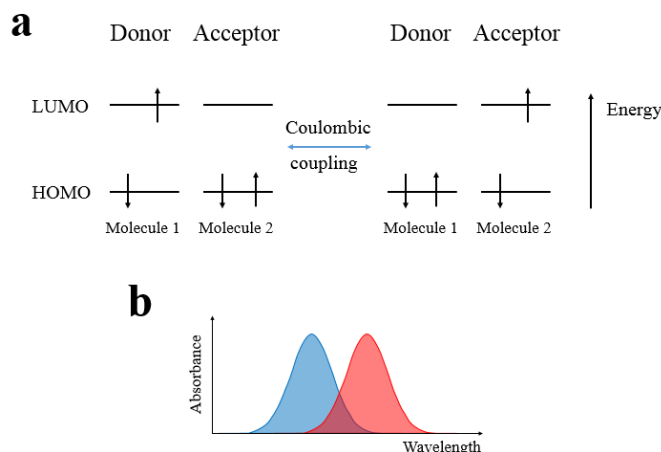 a
Donor Acceptor Donor Acceptor
LUMO
Coulombic
coupling
Energy
HOMO
Molecule 1 Molecule 2 Molecule 1 Molecule 2
b
Absorbance
Wavelength